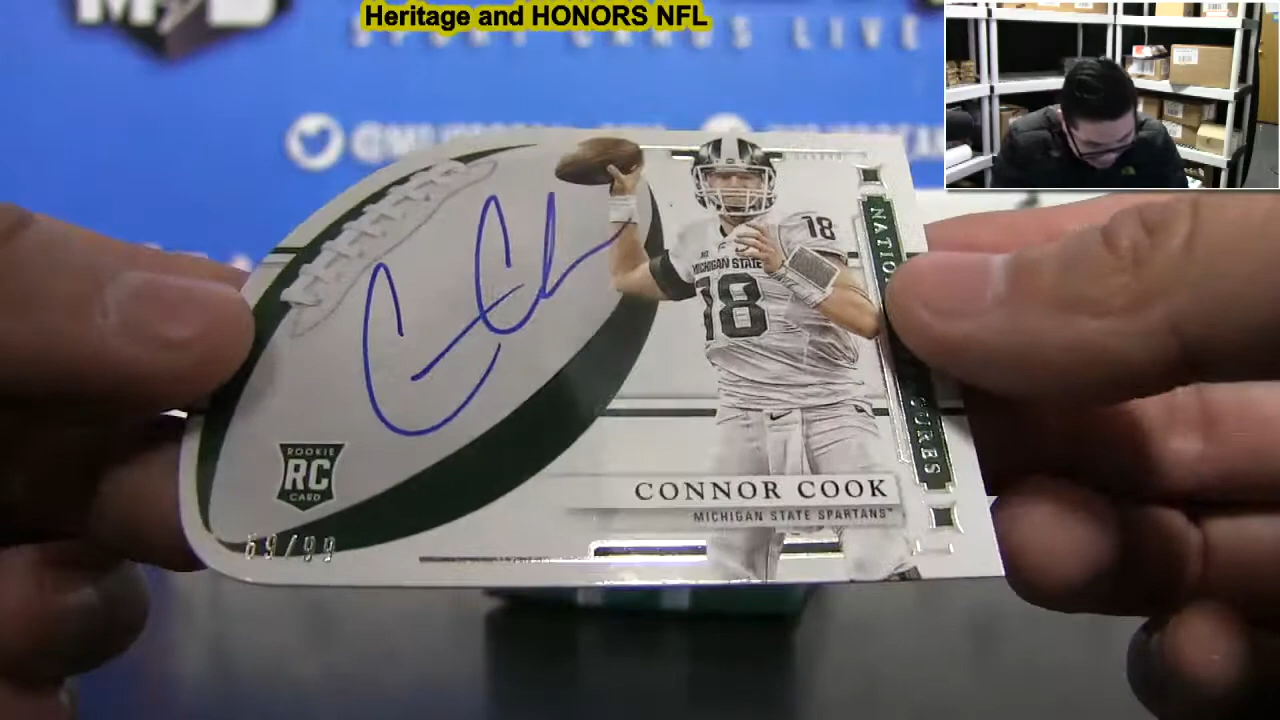 Heritage and HONORS NFL
SPORT CARDS LIVE
18
MICHIGAN STATE
18
ROOKIE
RC
CARD
CONNOR COOK
MICHIGAN STATE SPARTANS
69/99